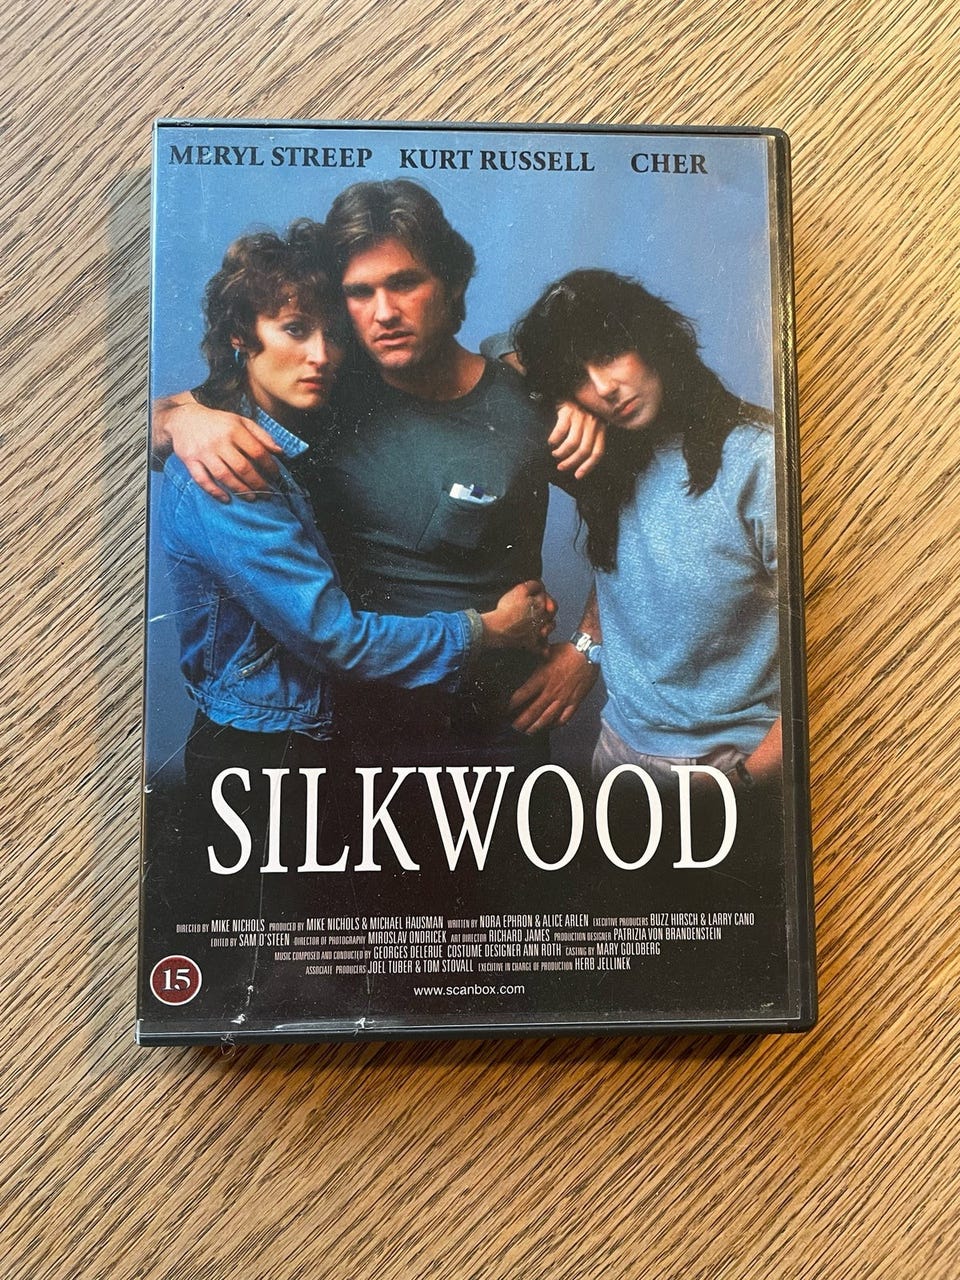 MERYL STREEP KURT RUSSELL CHER
SILKWOOD
DIRECTED BY MIKE NICHOLS PRODUCED BY MIKE NICHOLS & MICHAEL HAUSMAN WRITTEN BY NORA EPHRON & ALICE ARLEN EXECUTIVE PRODUCERS BUZZ HIRSCH & LARRY CANO
EDITED BY SAM O'STEEN DIRECTOR OF PHOTOGRAPHY MIROSLAV ONDRICEK ART DIRECTOR RICHARD JAMES PRODUCTION DESIGNER PATRIZIA VON BRANDENSTEIN
MUSIC COMPOSED AND CONDUCTED BY GEORGES DELERUE COSTUME DESIGNER ANN ROTH CASTING BY MARY GOLDBERG
ASSOCIATE PRODUCERS JOEL TUBER & TOM STOVALL EXECUTIVE IN CHARGE OF PRODUCTION HERB JELLINEK
15
www.scanbox.com